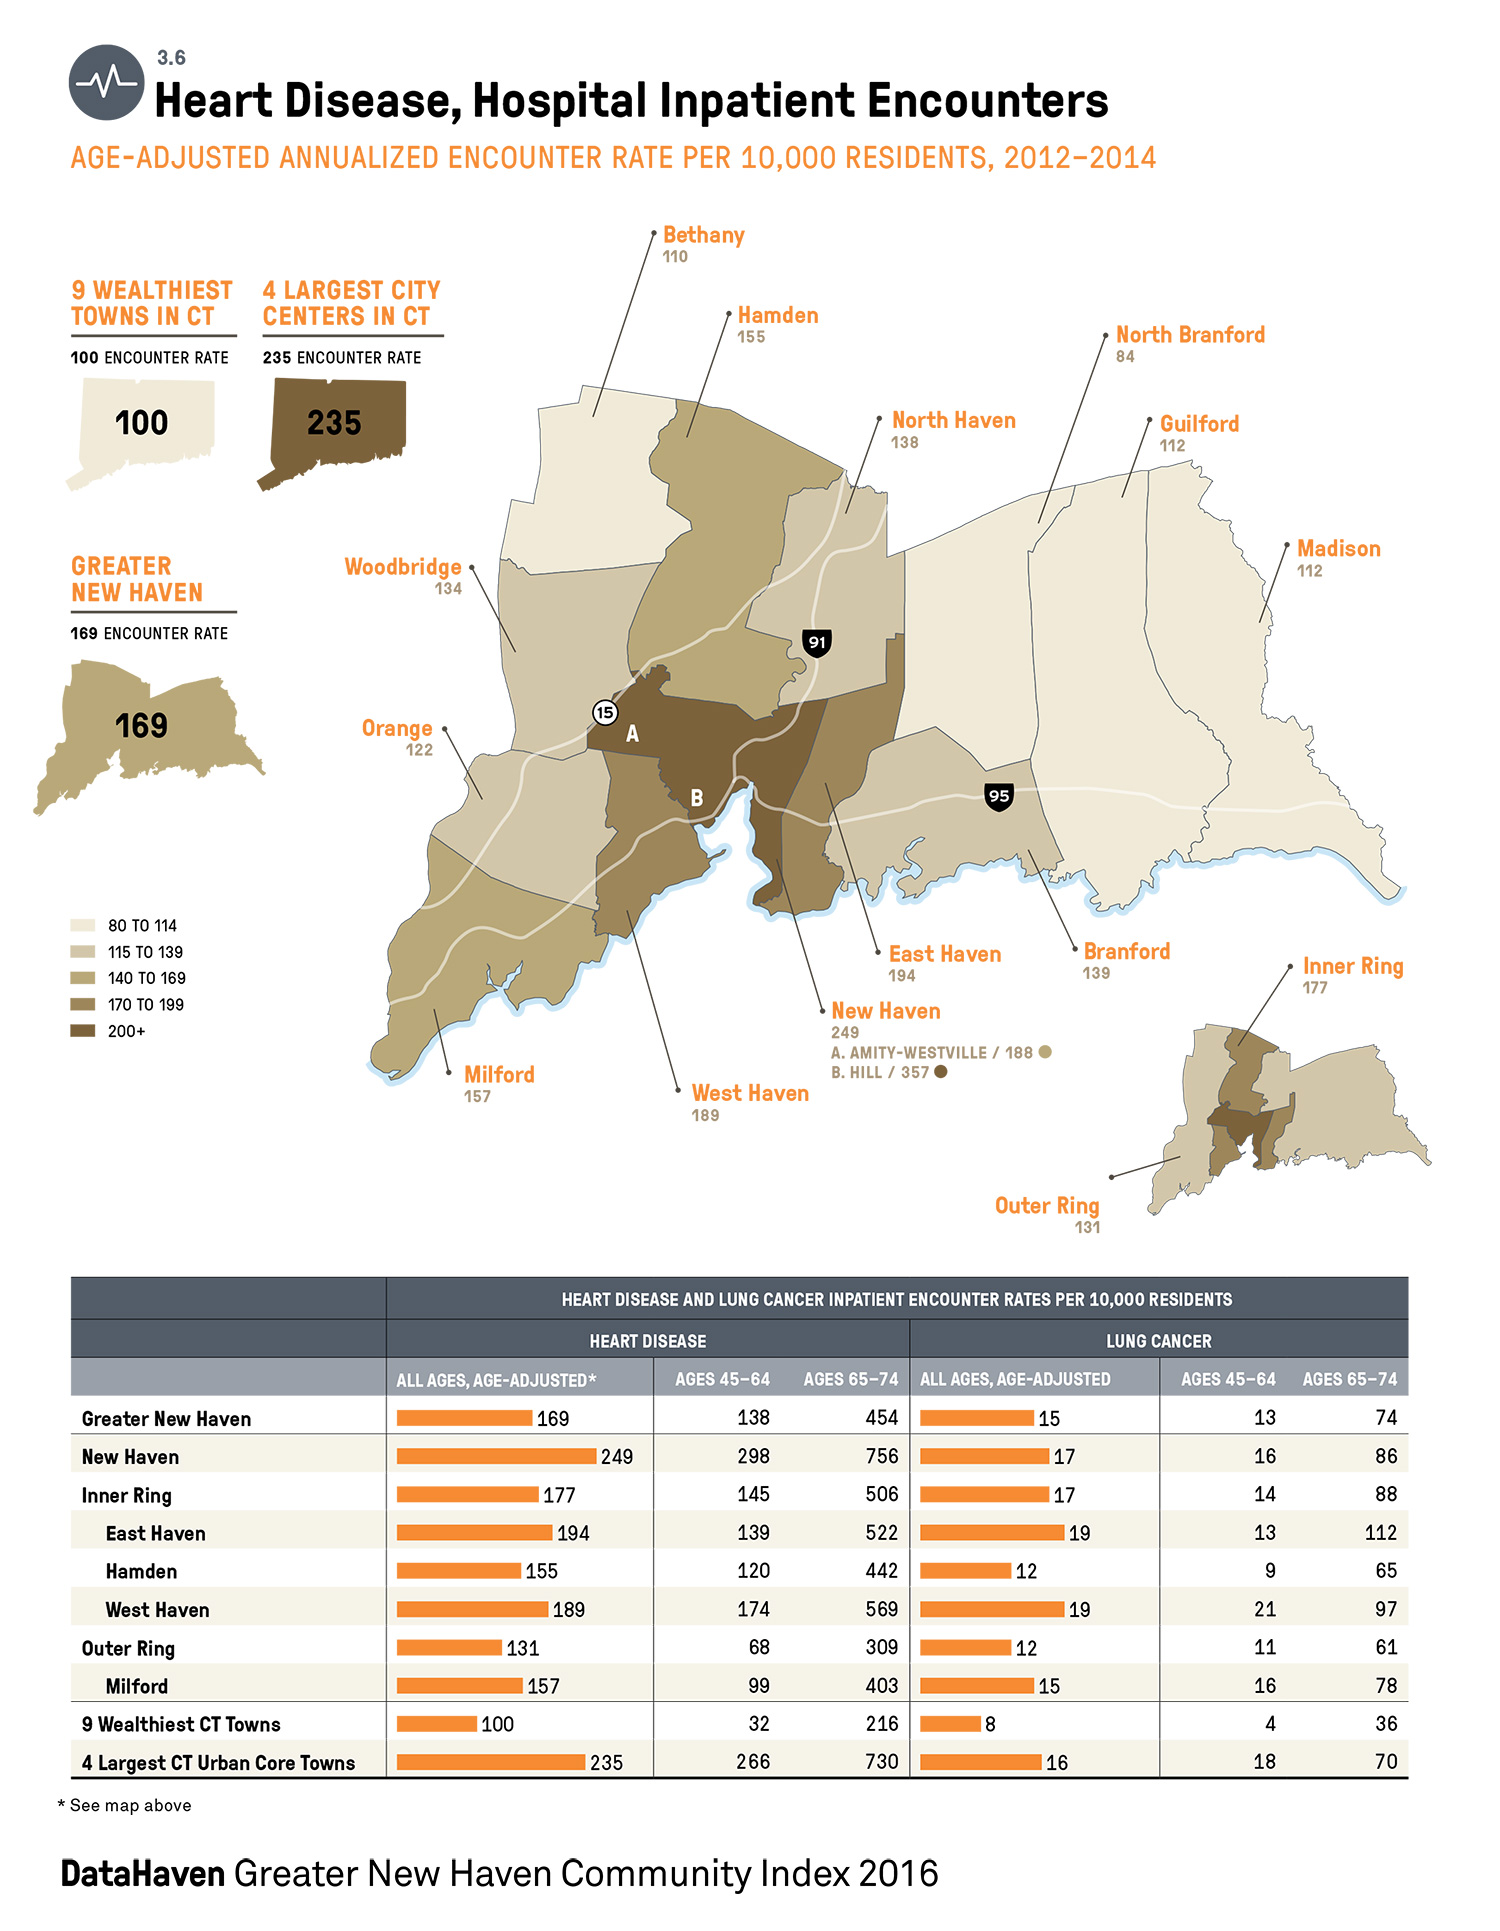 3.6
Heart Disease, Hospital Inpatient Encounters
AGE-ADJUSTED ANNUALIZED ENCOUNTER RATE PER 10,000 RESIDENTS, 2012–2014
9 WEALTHIEST
TOWNS IN CT
100 ENCOUNTER RATE
100
4 LARGEST CITY
CENTERS IN CT
235 ENCOUNTER RATE
235
GREATER
NEW HAVEN
169 ENCOUNTER RATE
169
80 TO 114
115 TO 139
140 TO 169
170 TO 199
200+
Bethany
110
Hamden
155
North Branford
84
North Haven
138
Guilford
112
Madison
112
Woodbridge
134
91
15
A
Orange
122
B
95
East Haven
194
Branford
139
New Haven
249
A. AMITY-WESTVILLE / 188
B. HILL / 357
Milford
157
West Haven
189
Inner Ring
177
Outer Ring
131
HEART DISEASE AND LUNG CANCER INPATIENT ENCOUNTER RATES PER 10,000 RESIDENTS
HEART DISEASE LUNG CANCER
ALL AGES, AGE-ADJUSTED* AGES 45–64 AGES 65–74 ALL AGES, AGE-ADJUSTED AGES 45–64 AGES 65–74
Greater New Haven 169 138 454 15 13 74
New Haven 249 298 756 17 16 86
Inner Ring 177 145 506 17 14 88
East Haven 194 139 522 19 13 112
Hamden 155 120 442 12 9 65
West Haven 189 174 569 19 21 97
Outer Ring 131 68 309 12 11 61
Milford 157 99 403 15 16 78
9 Wealthiest CT Towns 100 32 216 8 4 36
4 Largest CT Urban Core Towns 235 266 730 16 18 70
* See map above
DataHaven Greater New Haven Community Index 2016